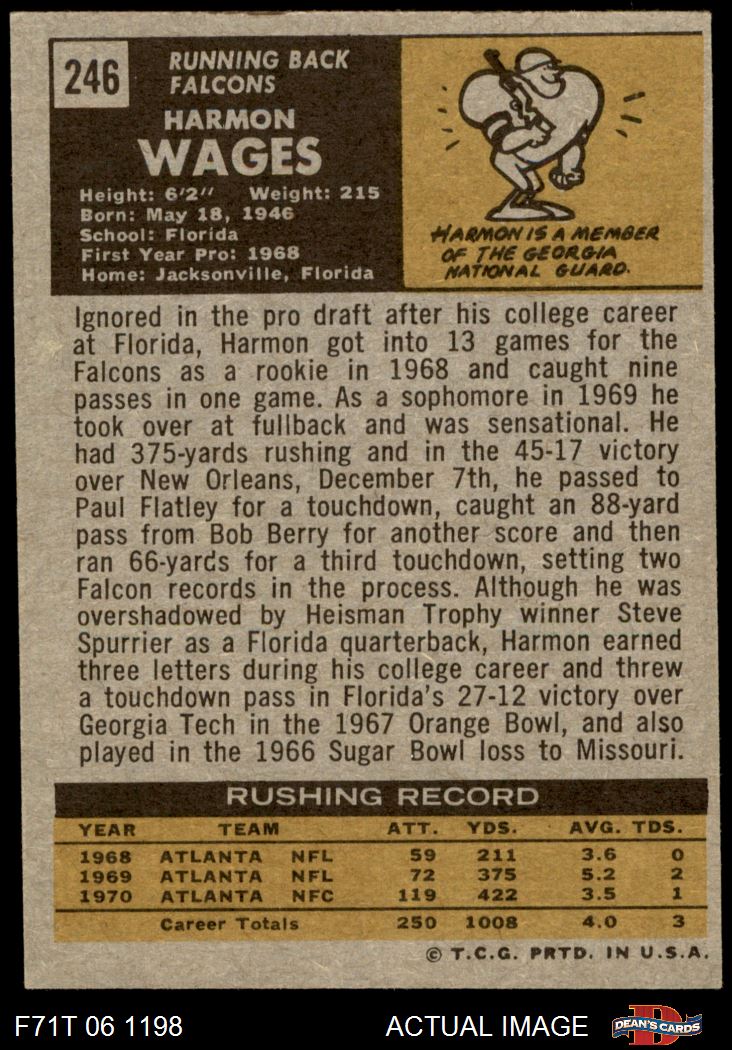 246
RUNNING BACK
FALCONS
HARMON
WAGES
Height: 6'2" Weight: 215
Born: May 18, 1946
School: Florida
First Year Pro: 1968
Home: Jacksonville, Florida
HARMON IS A MEMBER
OF THE GEORGIA
NATIONAL GUARD.
Ignored in the pro draft after his college career
at Florida, Harmon got into 13 games for the
Falcons as a rookie in 1968 and caught nine
passes in one game. As a sophomore in 1969 he
took over at fullback and was sensational. He
had 375-yards rushing and in the 45-17 victory
over New Orleans, December 7th, he passed to
Paul Flatley for a touchdown, caught an 88-yard
pass from Bob Berry for another score and then
ran 66-yards for a third touchdown, setting two
Falcon records in the process. Although he was
overshadowed by Heisman Trophy winner Steve
Spurrier as a Florida quarterback, Harmon earned
three letters during his college career and threw
a touchdown pass in Florida's 27-12 victory over
Georgia Tech in the 1967 Orange Bowl, and also
played in the 1966 Sugar Bowl loss to Missouri.
RUSHING RECORD
YEAR TEAM ATT. YDS. AVG. TDS.
1968 ATLANTA NFL 59 211 3.6 0
1969 ATLANTA NFL 72 375 5.2 2
1970 ATLANTA NFC 119 422 3.5 1
Career Totals 250 1008 4.0 3
© T.C.G. PRTD. IN U.S.A.
F71T 06 1198 ACTUAL IMAGE
D
DEAN'S CARDS